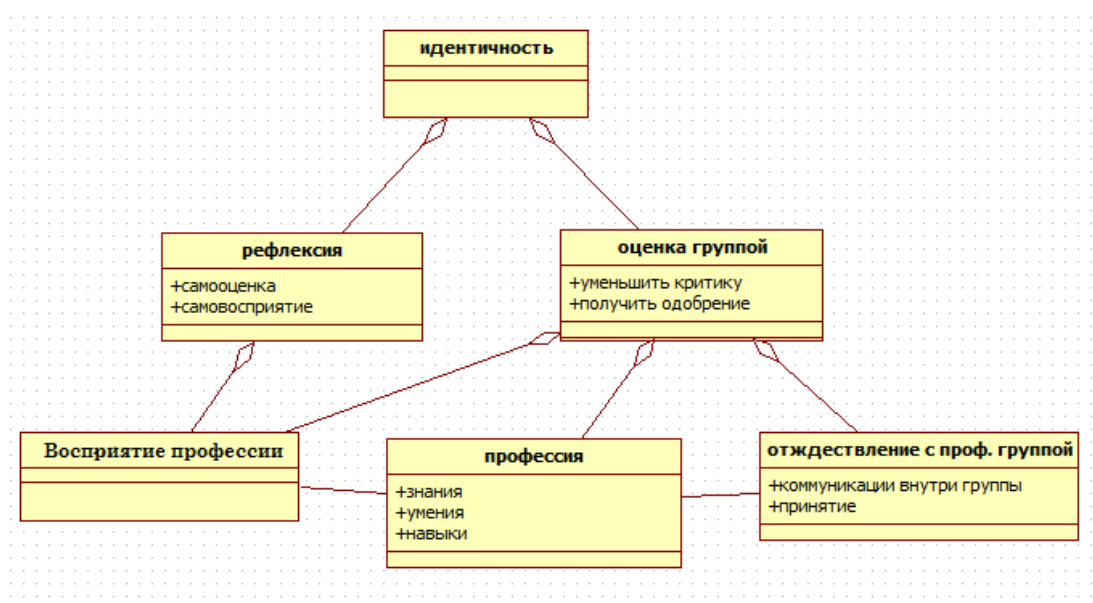 идентичность
рефлексия
+самооценка
+самовосприятие
оценка группой
+уменьшить критику
+получить одобрение
Восприятие профессии
профессия
+знания
+умения
+навыки
отждествление с проф. группой
+коммуникации внутри группы
+принятие